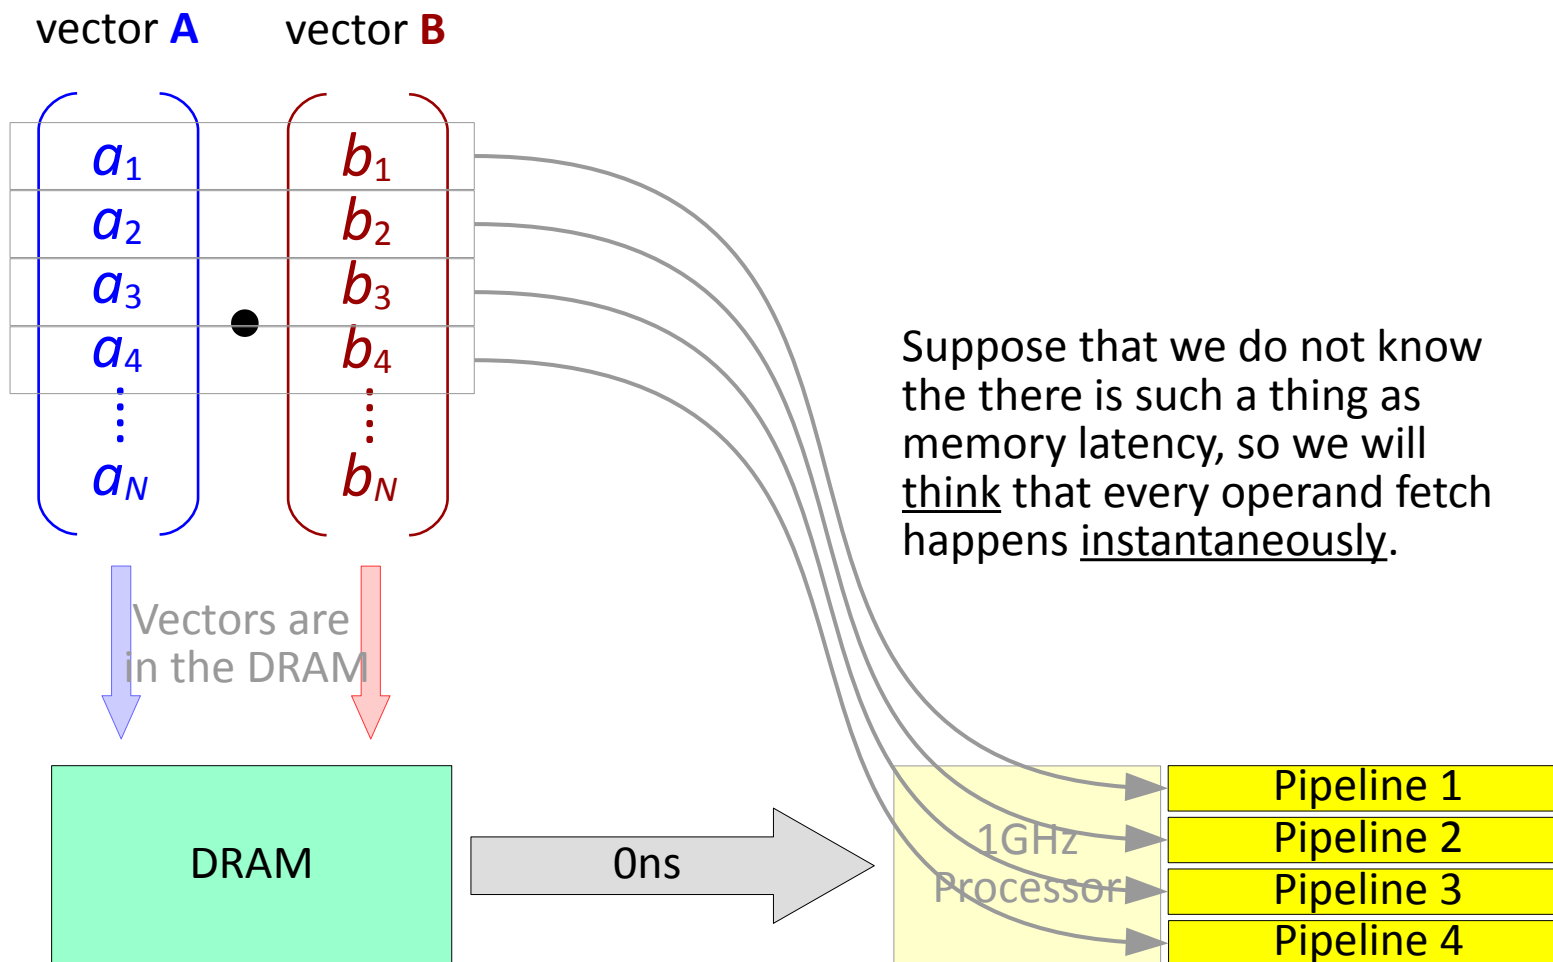 vector A vector B
a1 b1
a2 b2
a3 b3
a4 b4
aN bN
Suppose that we do not know
the there is such a thing as
memory latency, so we will
think that every operand fetch
happens instantaneously.
Vectors are
in the DRAM
DRAM
0ns
1GHz
Processor
Pipeline 1
Pipeline 2
Pipeline 3
Pipeline 4